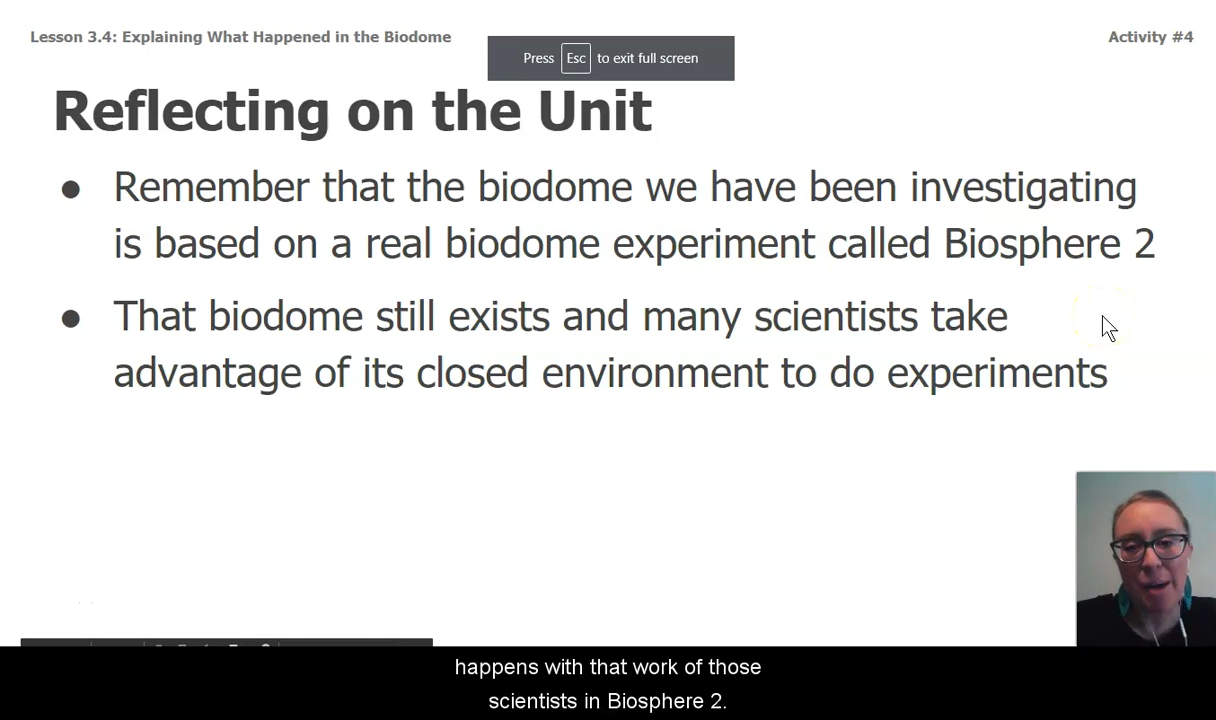 Lesson 3.4: Explaining What Happened in the Biodome
Activity #4
Press Esc to exit full screen
Reflecting on the Unit
● Remember that the biodome we have been investigating
is based on a real biodome experiment called Biosphere 2
● That biodome still exists and many scientists take
advantage of its closed environment to do experiments
happens with that work of those
scientists in Biosphere 2.